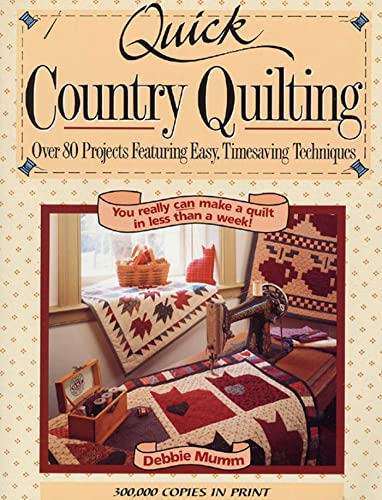 Quick
Country Quilting
Over 80 Projects Featuring Easy, Timesaving Techniques
You really can make a quilt
in less than a week!
Debbie Mumm
300,000 COPIES IN PRINT